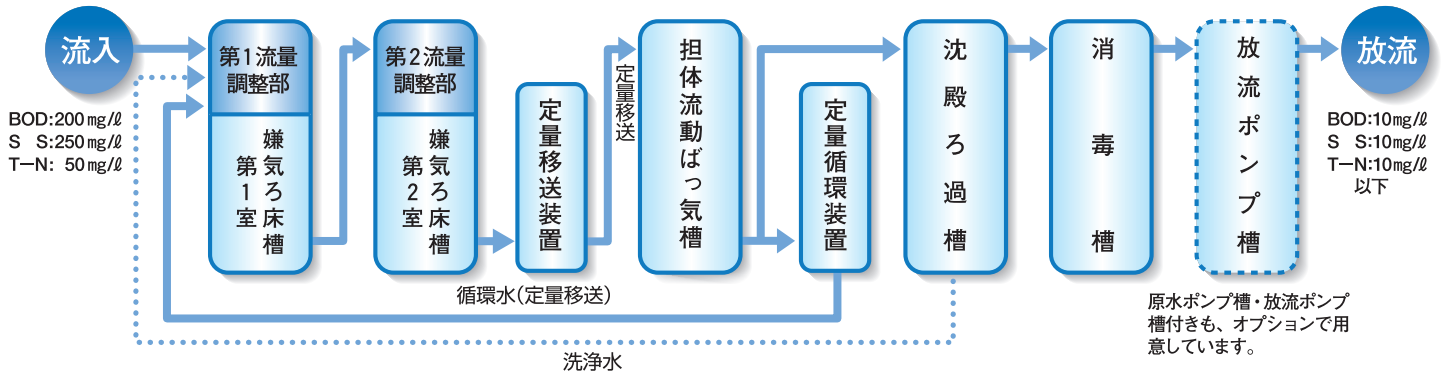 流入
BOD:200㎎/ℓ
S S:250㎎/ℓ
T−N: 50㎎/ℓ
第1流量
調整部
嫌気ろ床槽
第1室
第2流量
調整部
嫌気ろ床槽
第2室
定量移送装置
定量移送
担体流動ばっ気槽
定量循環装置
沈殿ろ過槽
消毒槽
放流ポンプ槽
放流
BOD:10㎎/ℓ
S S:10㎎/ℓ
T−N:10㎎/ℓ
以下
循環水(定量移送)
洗浄水
原水ポンプ槽・放流ポンプ
槽付きも、オプションで用
意しています。